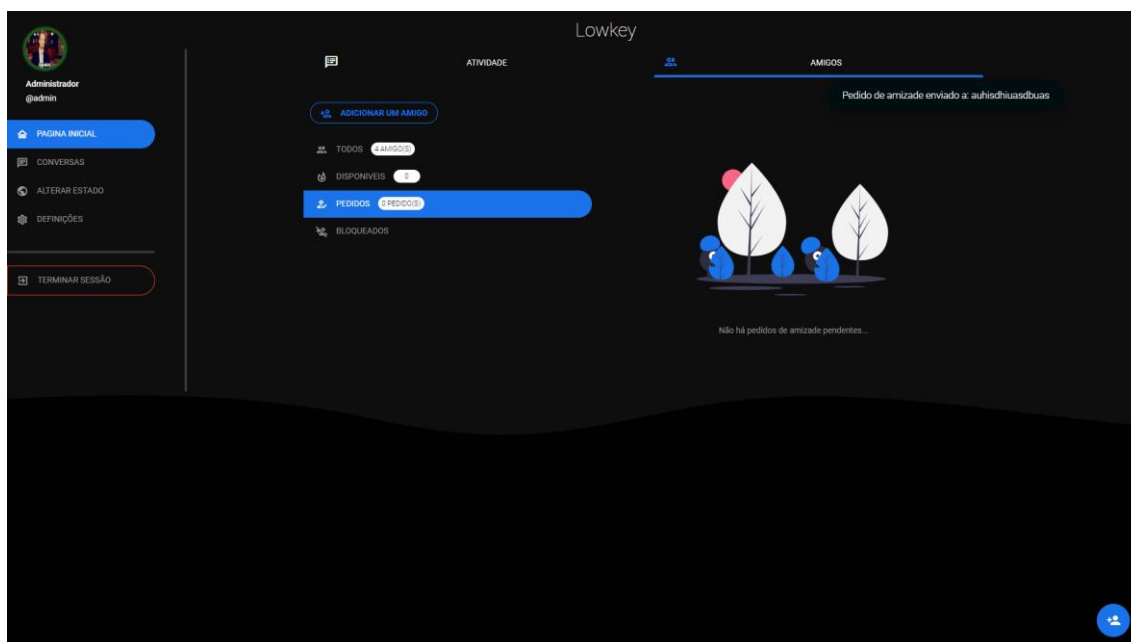 Lowkey
Administrador
@admin
PAGINA INICIAL
CONVERSAS
ALTERAR ESTADO
DEFINIÇÕES
TERMINAR SESSÃO
ATIVIDADE
AMIGOS
Pedido de amizade enviado a: auhisdhiuasdbuas
ADICIONAR UM AMIGO
TODOS 4 AMIGO(S)
DISPONIVEIS 0
PEDIDOS 0 PEDIDO(S)
BLOQUEADOS
Não há pedidos de amizade pendentes...